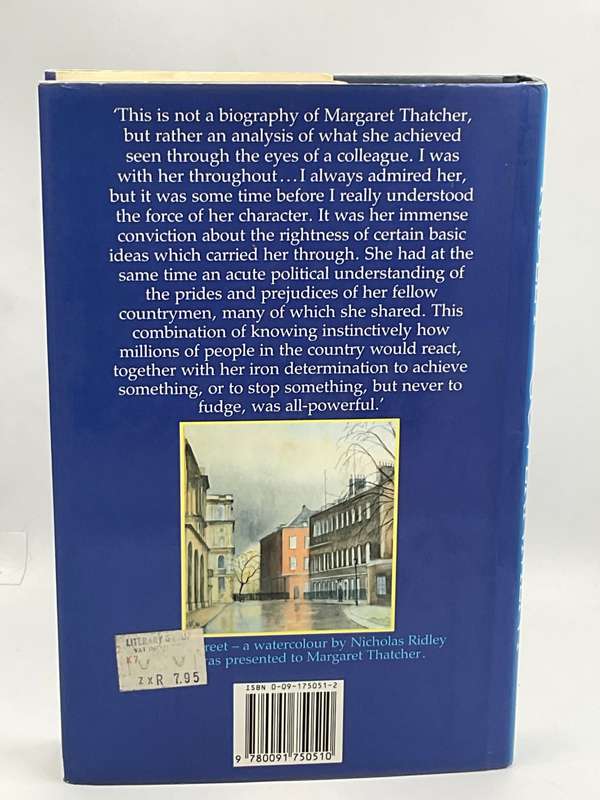 ‘This is not a biography of Margaret Thatcher,
but rather an analysis of what she achieved
seen through the eyes of a colleague. I was
with her throughout…I always admired her,
but it was some time before I really understood
the force of her character. It was her immense
conviction about the rightness of certain basic
ideas which carried her through. She had at the
same time an acute political understanding of
the prides and prejudices of her fellow
countrymen, many of which she shared. This
combination of knowing instinctively how
millions of people in the country would react,
together with her iron determination to achieve
something, or to stop something, but never to
fudge, was all-powerful.’
reet – a watercolour by Nicholas Ridley
was presented to Margaret Thatcher.
LITERARY
VAT
K7
Z×R 7.95
ISBN 0-09-175051-2
9 780091 750510